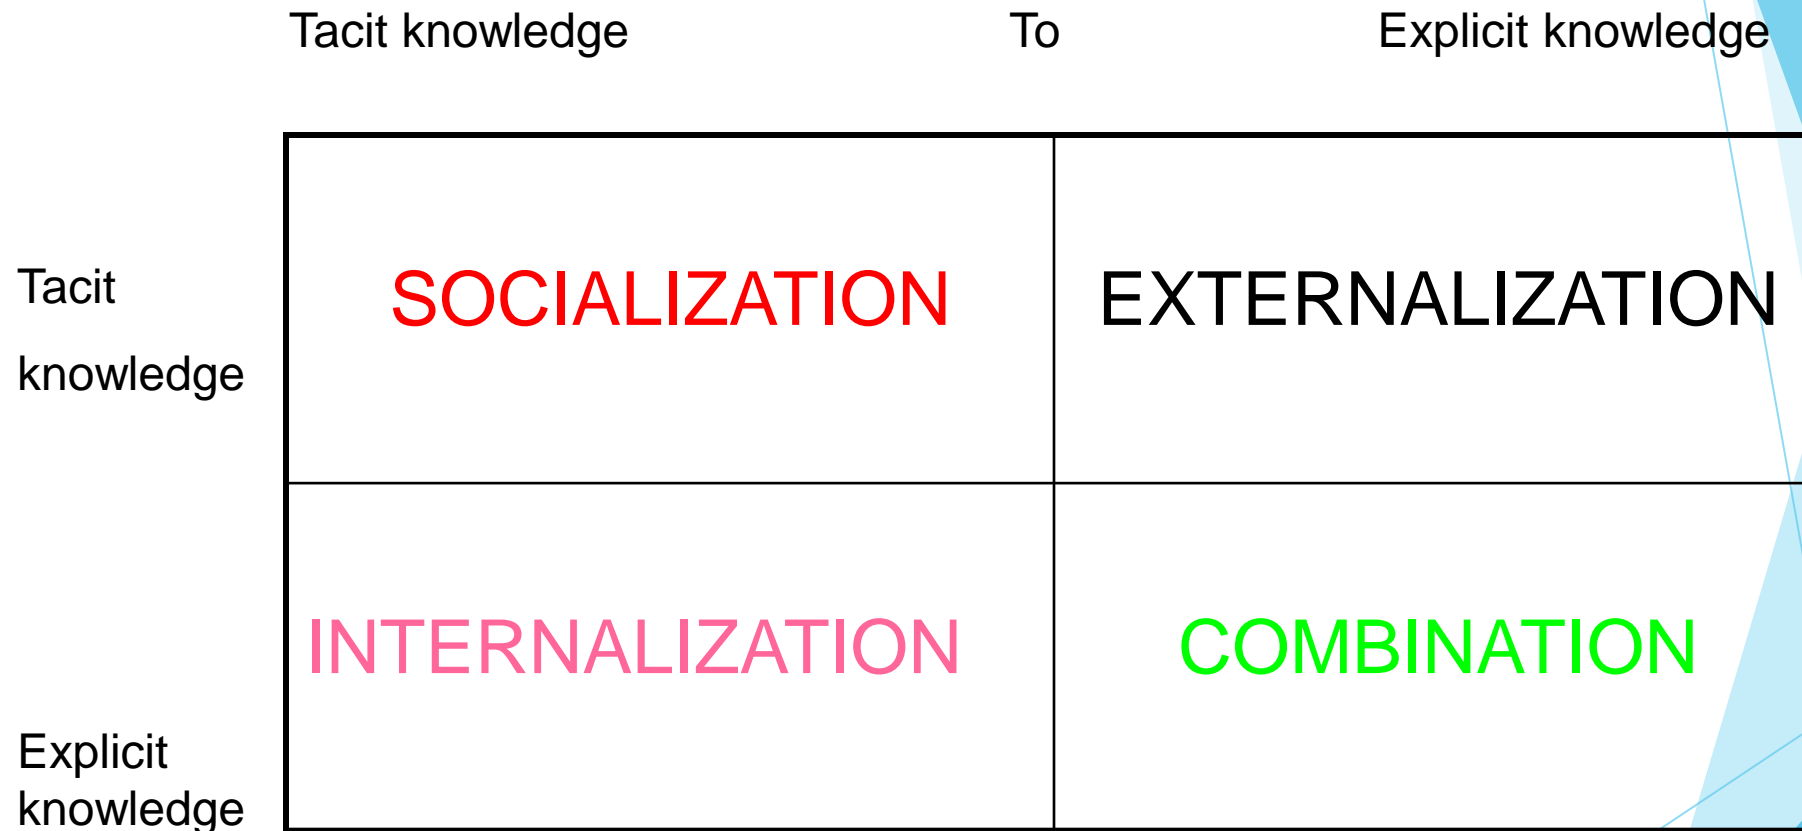 Tacit knowledge To Explicit knowledge
Tacit
knowledge
SOCIALIZATION EXTERNALIZATION
INTERNALIZATION COMBINATION
Explicit
knowledge